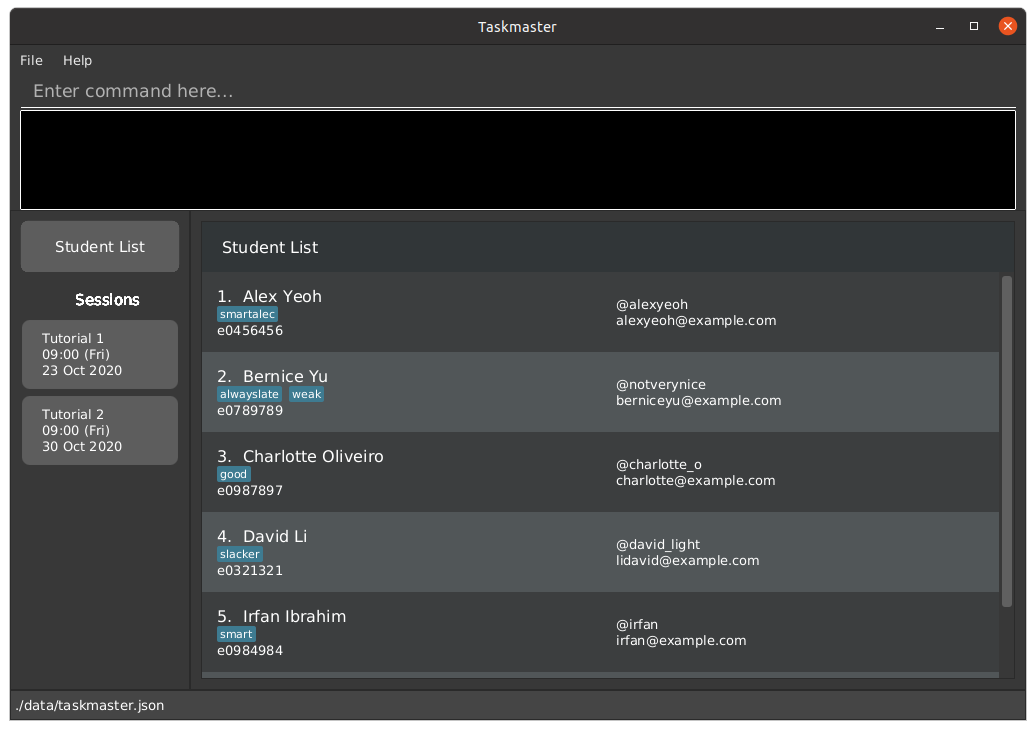 Taskmaster
File Help
Enter command here...
Student List
Sessions
Tutorial 1
09:00 (Fri)
23 Oct 2020
Tutorial 2
09:00 (Fri)
30 Oct 2020
Student List
1. Alex Yeoh
smartalec
e0456456
@alexyeoh
alexyeoh@example.com
2. Bernice Yu
alwayslate weak
e0789789
@notverynice
berniceyu@example.com
3. Charlotte Oliveiro
good
e0987897
@charlotte_o
charlotte@example.com
4. David Li
slacker
e0321321
@david_light
lidavid@example.com
5. Irfan Ibrahim
smart
e0984984
@irfan
irfan@example.com
./data/taskmaster.json